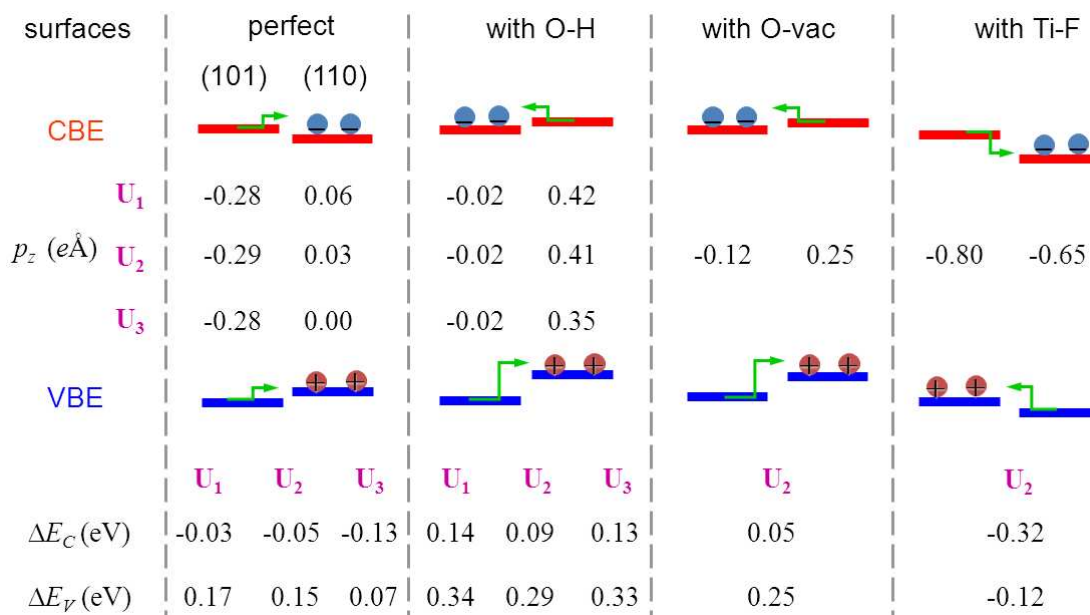 surfaces perfect with O-H with O-vac with Ti-F
(101) (110)
CBE
U1 -0.28 0.06 -0.02 0.42
pz (eÅ) U2 -0.29 0.03 -0.02 0.41 -0.12 0.25 -0.80 -0.65
U3 -0.28 0.00 -0.02 0.35
VBE
U1 U2 U3 U1 U2 U3 U2 U2
ΔEC (eV) -0.03 -0.05 -0.13 0.14 0.09 0.13 0.05 -0.32
ΔEV (eV) 0.17 0.15 0.07 0.34 0.29 0.33 0.25 -0.12